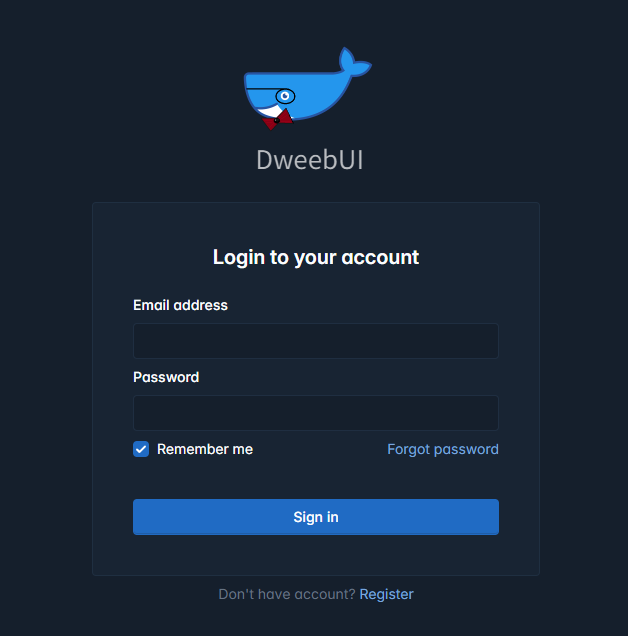 DweebUI
Login to your account
Email address
Password
Remember me Forgot password
Sign in
Don't have account? Register